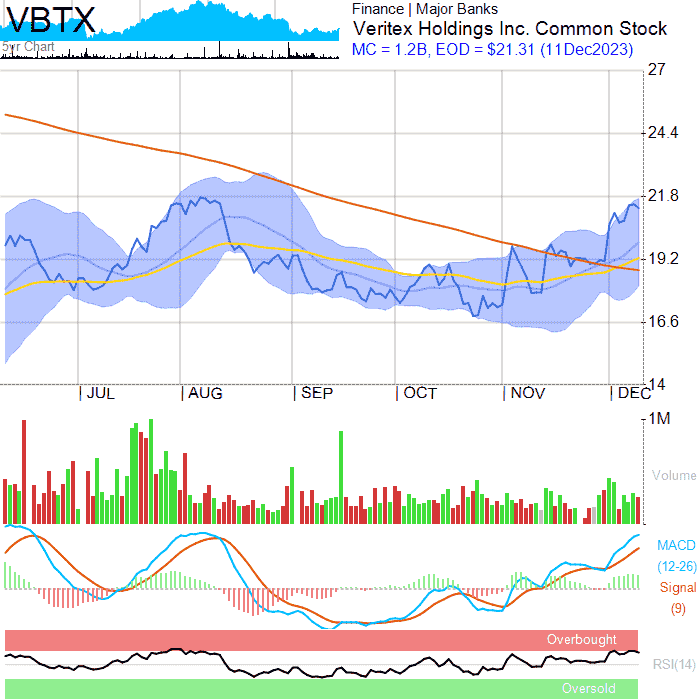 VBTX
5yr Chart
Finance | Major Banks
Veritex Holdings Inc. Common Stock
MC = 1.2B, EOD = $21.31 (11Dec2023)
27
24.4
21.8
19.2
16.6
14
| JUL | AUG | SEP | OCT | NOV | DEC
1M
Volume
MACD
(12-26)
Signal
(9)
Overbought
RSI(14)
Oversold